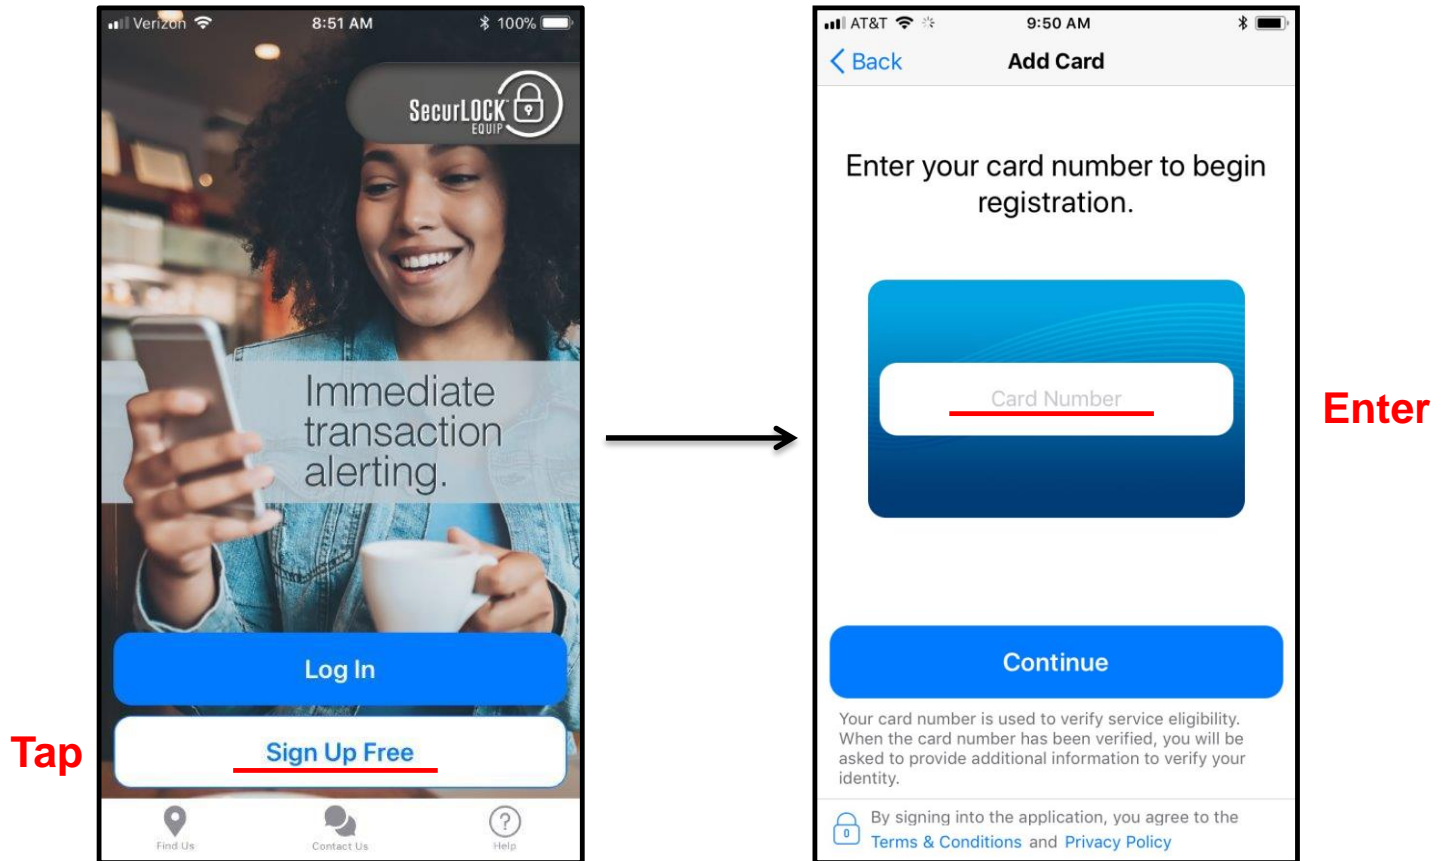 Verizon 8:51 AM 100%
SecurLOCK
EQUIP
Immediate
transaction
alerting.
Log In
Tap
Sign Up Free
Find Us Contact Us Help
AT&T 9:50 AM
Back Add Card
Enter your card number to begin
registration.
Card Number
Enter
Continue
Your card number is used to verify service eligibility.
When the card number has been verified, you will be
asked to provide additional information to verify your
identity.
By signing into the application, you agree to the
Terms & Conditions and Privacy Policy